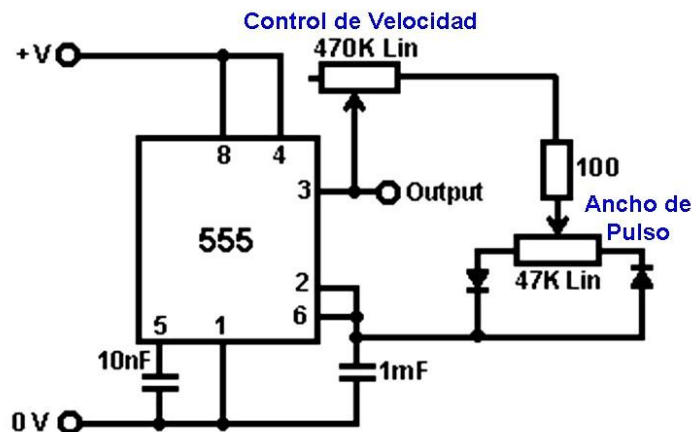 Control de Velocidad
470K Lin
+V
8 4
3
Output
100
Ancho de
Pulso
555
2
47K Lin
6
5 1
10nF
1mF
0 V